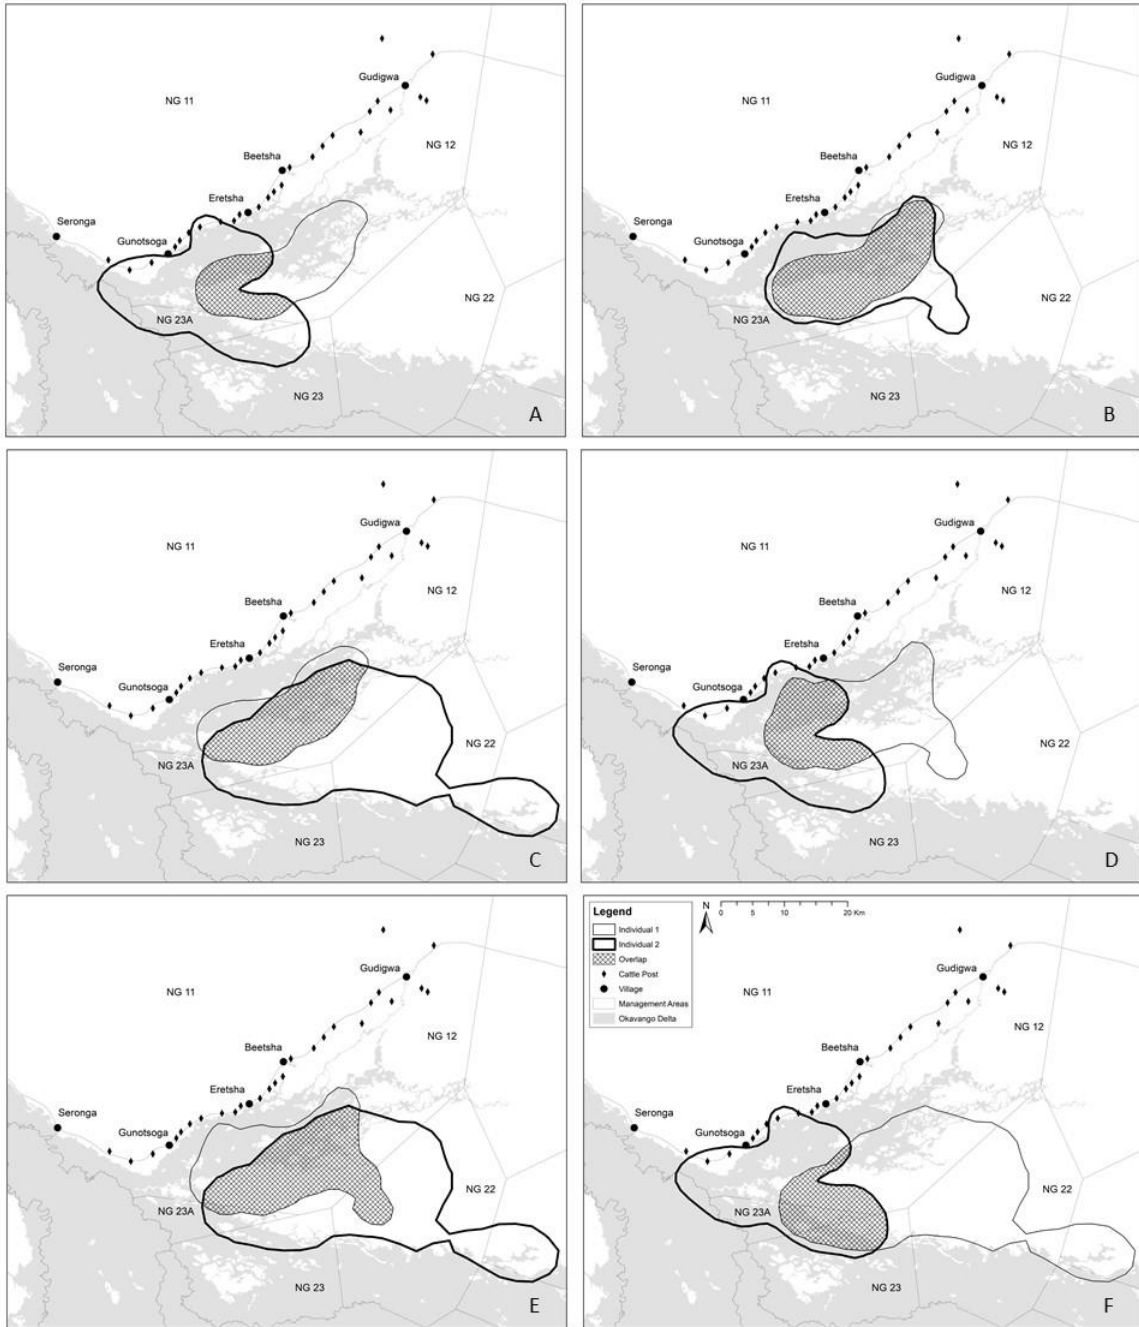 Gudigwa
NG 11
NG 12
Beetsha
Eretsha
Seronga
Gunotsoga
NG 22
NG 23A
NG 23
A
Gudigwa
NG 11
NG 12
Beetsha
Eretsha
Seronga
Gunotsoga
NG 22
NG 23A
NG 23
B
Gudigwa
NG 11
NG 12
Beetsha
Eretsha
Seronga
Gunotsoga
NG 22
NG 23A
NG 23
C
Gudigwa
NG 11
NG 12
Beetsha
Eretsha
Seronga
Gunotsoga
NG 22
NG 23A
NG 23
D
Gudigwa
NG 11
NG 12
Beetsha
Eretsha
Seronga
Gunotsoga
NG 22
NG 23A
NG 23
E
Legend
Individual 1
Individual 2
Overlap
Cattle Post
Village
Management Areas
Okavango Delta
N
0 5 10 20 Km
Gudigwa
NG 11
NG 12
Beetsha
Eretsha
Seronga
Gunotsoga
NG 22
NG 23A
NG 23
F